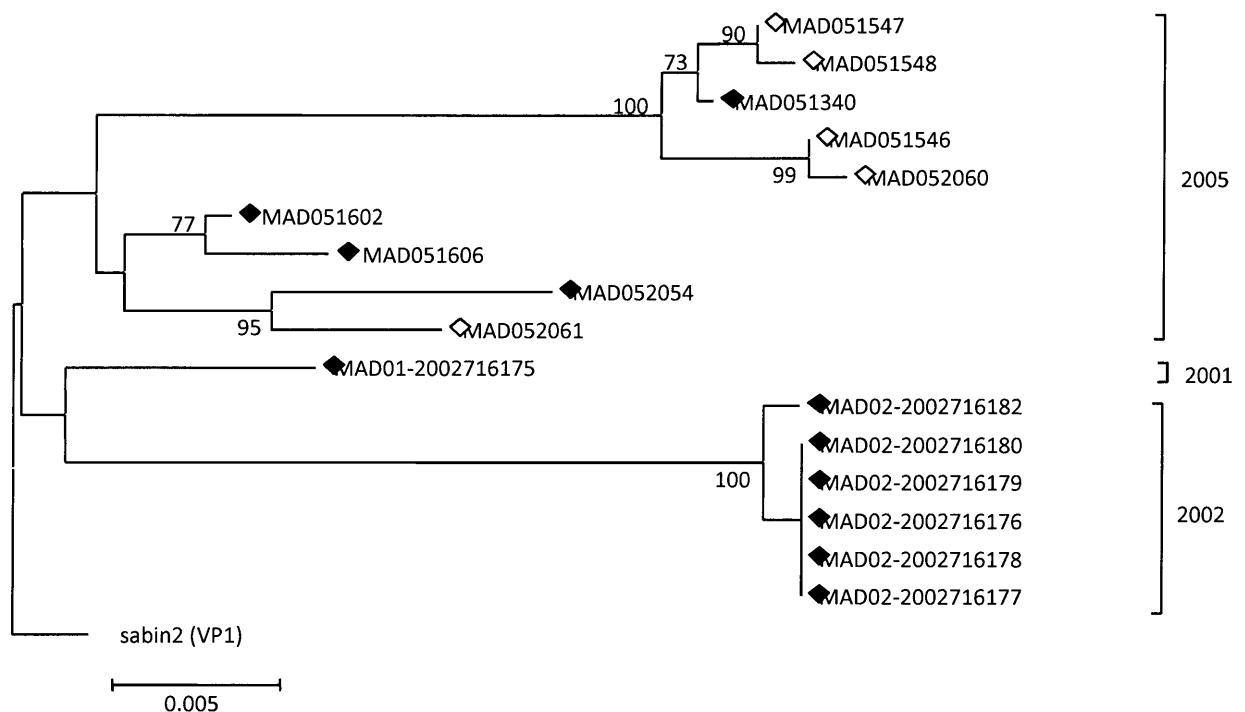 MAD051547
90
MAD051548
73
MAD051340
100
MAD051546
99
MAD052060
2005
77
MAD051602
MAD051606
MAD052054
95
MAD052061
MAD01-2002716175
2001
MAD02-2002716182
MAD02-2002716180
100
MAD02-2002716179
MAD02-2002716176
2002
MAD02-2002716178
MAD02-2002716177
sabin2 (VP1)
0.005